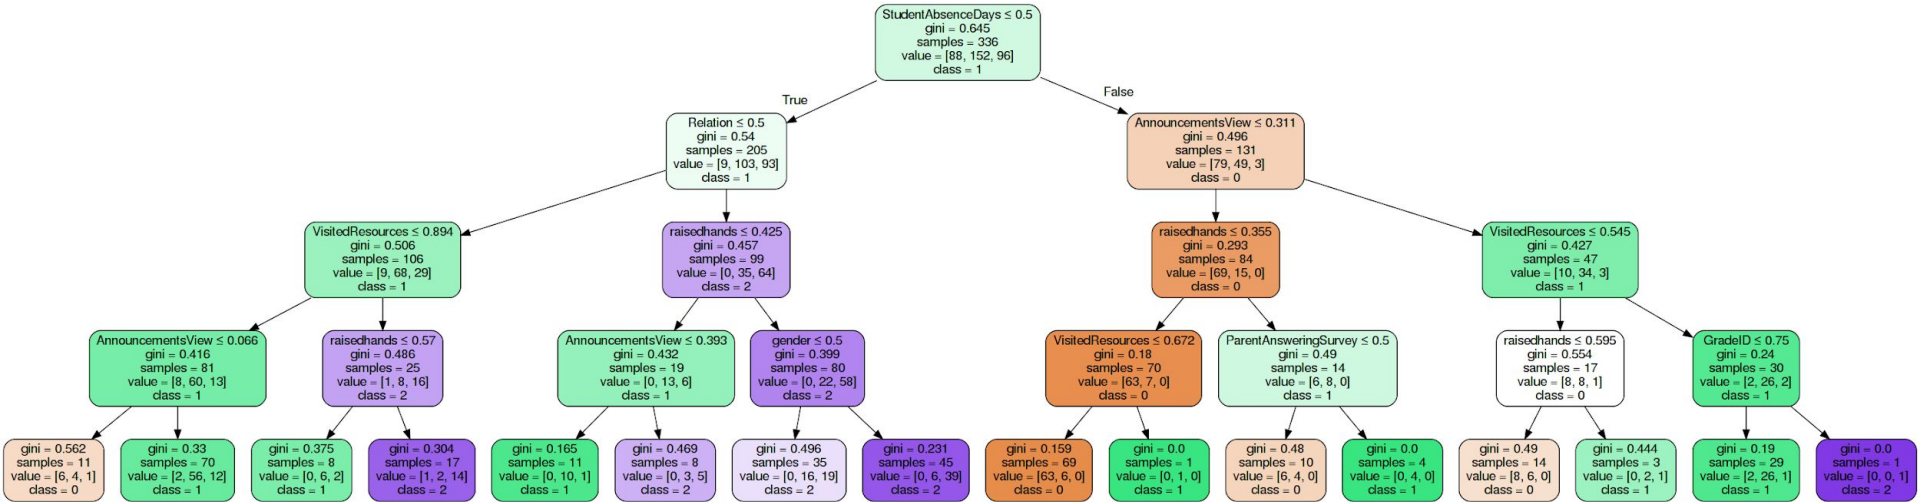 StudentAbsenceDays ≤ 0.5
gini = 0.645
samples = 336
value = [88, 152, 96]
class = 1
True
False
Relation ≤ 0.5
gini = 0.54
samples = 205
value = [9, 103, 93]
class = 1
AnnouncementsView ≤ 0.311
gini = 0.496
samples = 131
value = [79, 49, 3]
class = 0
VisitedResources ≤ 0.894
gini = 0.506
samples = 106
value = [9, 68, 29]
class = 1
raisedhands ≤ 0.425
gini = 0.457
samples = 99
value = [0, 35, 64]
class = 2
raisedhands ≤ 0.355
gini = 0.293
samples = 84
value = [69, 15, 0]
class = 0
VisitedResources ≤ 0.545
gini = 0.427
samples = 47
value = [10, 34, 3]
class = 1
AnnouncementsView ≤ 0.066
gini = 0.416
samples = 81
value = [8, 60, 13]
class = 1
raisedhands ≤ 0.57
gini = 0.486
samples = 25
value = [1, 8, 16]
class = 2
AnnouncementsView ≤ 0.393
gini = 0.432
samples = 19
value = [0, 13, 6]
class = 1
gender ≤ 0.5
gini = 0.399
samples = 80
value = [0, 22, 58]
class = 2
VisitedResources ≤ 0.672
gini = 0.18
samples = 70
value = [63, 7, 0]
class = 0
ParentAnsweringSurvey ≤ 0.5
gini = 0.49
samples = 14
value = [6, 8, 0]
class = 1
raisedhands ≤ 0.595
gini = 0.554
samples = 17
value = [8, 8, 1]
class = 0
GradeID ≤ 0.75
gini = 0.24
samples = 30
value = [2, 26, 2]
class = 1
gini = 0.562
samples = 11
value = [6, 4, 1]
class = 0
gini = 0.33
samples = 70
value = [2, 56, 12]
class = 1
gini = 0.375
samples = 8
value = [0, 6, 2]
class = 1
gini = 0.304
samples = 17
value = [1, 2, 14]
class = 2
gini = 0.165
samples = 11
value = [0, 10, 1]
class = 1
gini = 0.469
samples = 8
value = [0, 3, 5]
class = 2
gini = 0.496
samples = 35
value = [0, 16, 19]
class = 2
gini = 0.231
samples = 45
value = [0, 6, 39]
class = 2
gini = 0.159
samples = 69
value = [63, 6, 0]
class = 0
gini = 0.0
samples = 1
value = [0, 1, 0]
class = 1
gini = 0.48
samples = 10
value = [6, 4, 0]
class = 0
gini = 0.0
samples = 4
value = [0, 4, 0]
class = 1
gini = 0.49
samples = 14
value = [8, 6, 0]
class = 0
gini = 0.444
samples = 3
value = [0, 2, 1]
class = 1
gini = 0.19
samples = 29
value = [2, 26, 1]
class = 1
gini = 0.0
samples = 1
value = [0, 0, 1]
class = 2